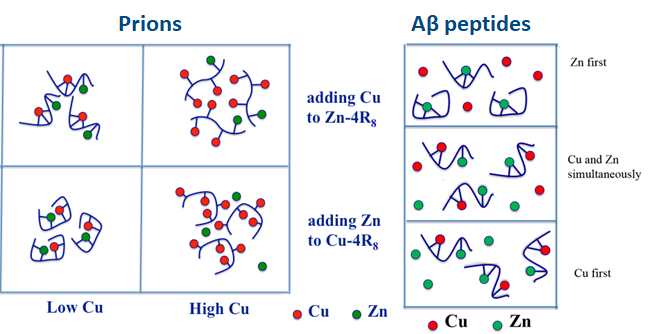 Prions
Aβ peptides
adding Cu
to Zn-4R₈
adding Zn
to Cu-4R₈
Zn first
Cu and Zn
simultaneously
Cu first
Low Cu
High Cu
Cu
Zn
Cu
Zn